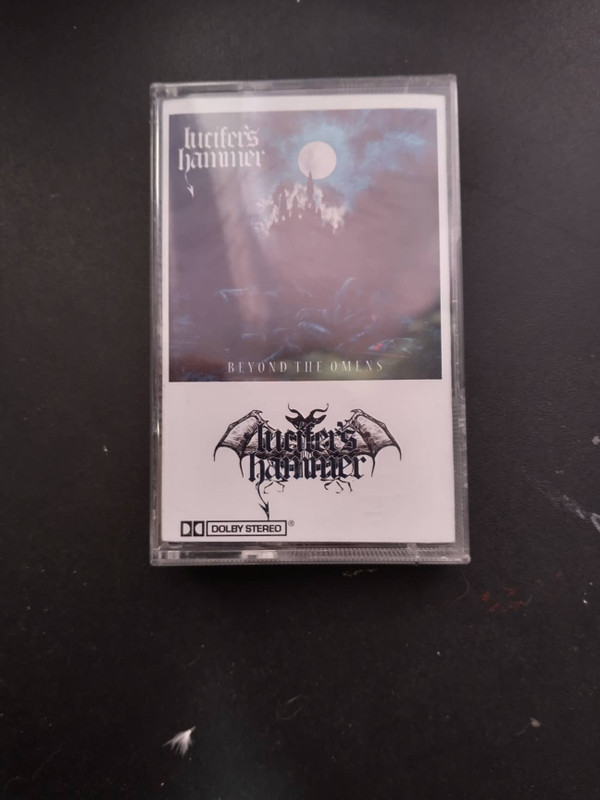 lucifer's
hammer
BEYOND THE OMENS
lucifer's
hammer
DOLBY STEREO®